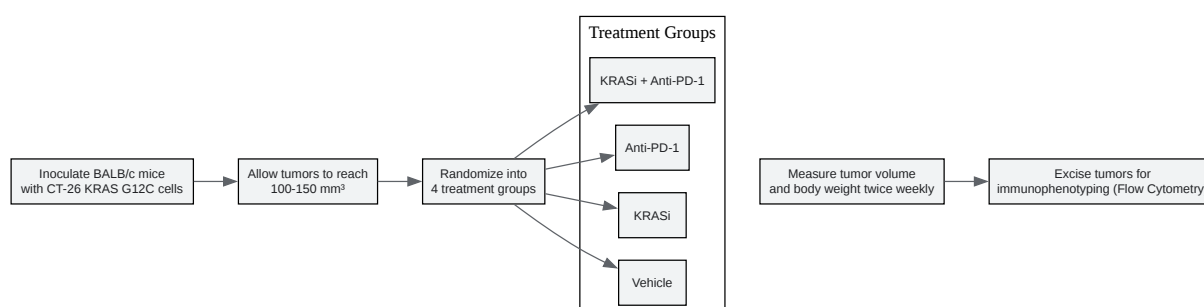 Treatment Groups
KRASi + Anti-PD-1
Anti-PD-1
Inoculate BALB/c mice
with CT-26 KRAS G12C cells
Allow tumors to reach
100-150 mm³
Randomize into
4 treatment groups
KRASi
Vehicle
Measure tumor volume
and body weight twice weekly
Excise tumors for
immunophenotyping (Flow Cytometry